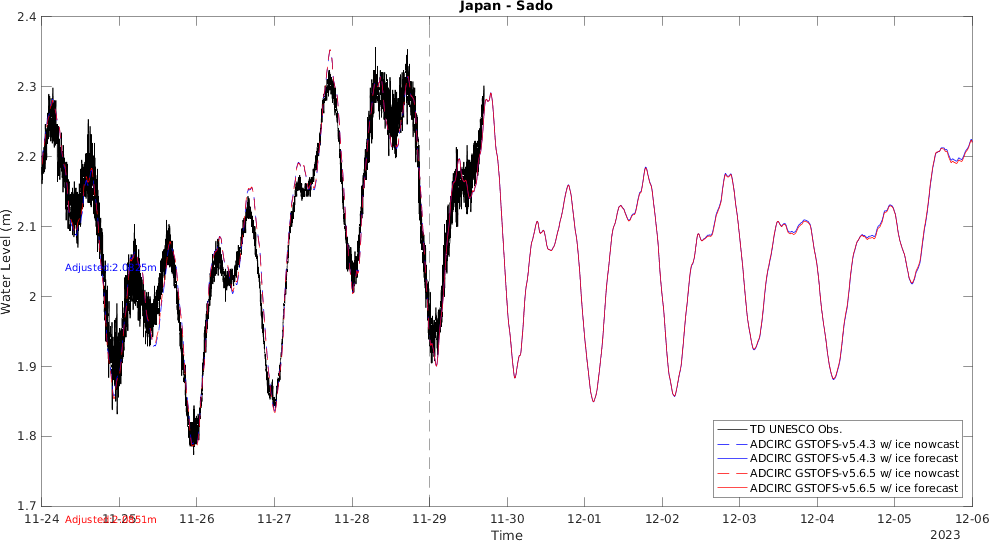 Japan - Sado
2.4
2.3
2.2
2.1
2
1.9
1.8
1.7
Water Level (m)
Adjusted:2.0
TD UNESCO Obs.
ADCIRC GSTOFS-v5.4.3 w/ ice nowcast
ADCIRC GSTOFS-v5.4.3 w/ ice forecast
ADCIRC GSTOFS-v5.6.5 w/ ice nowcast
ADCIRC GSTOFS-v5.6.5 w/ ice forecast
11-24 11-25 11-26 11-27 11-28 11-29 11-30 12-01 12-02 12-03 12-04 12-05 12-06
Time
2023